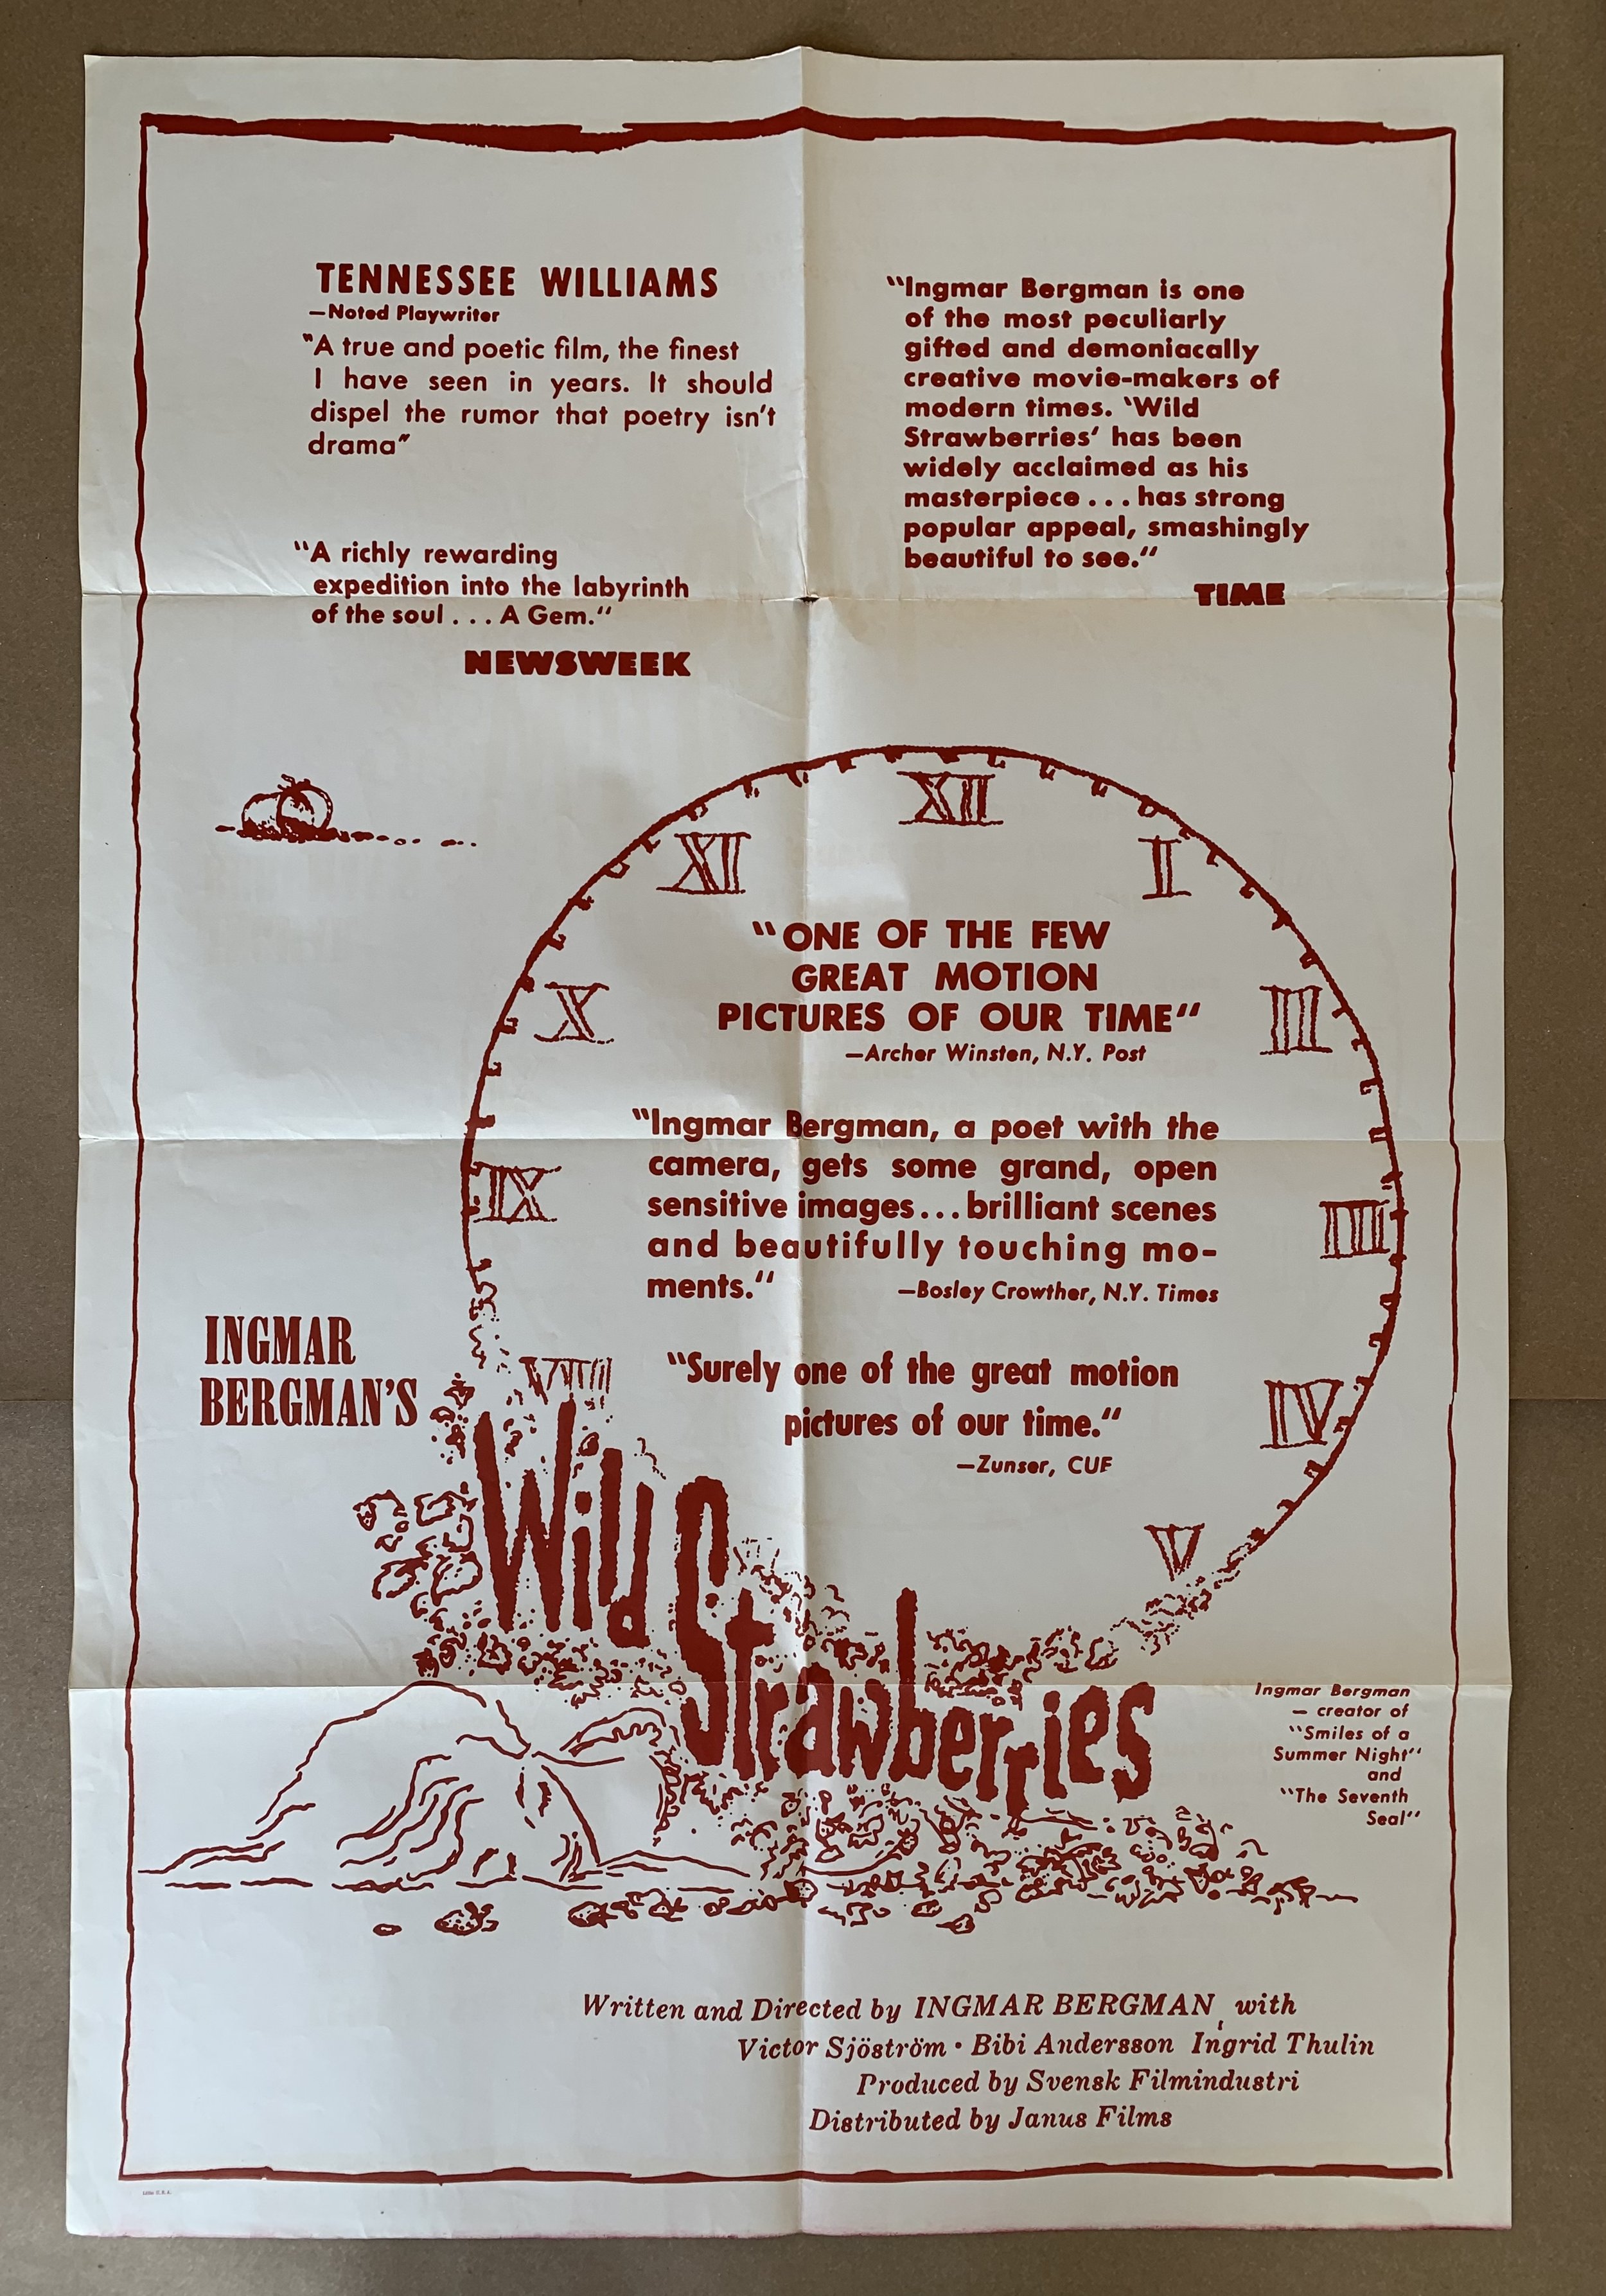 TENNESSEE WILLIAMS
—Noted Playwriter
"A true and poetic film, the finest
I have seen in years. It should
dispel the rumor that poetry isn't
drama"
"A richly rewarding
expedition into the labyrinth
of the soul . . . A Gem."
NEWSWEEK
"Ingmar Bergman is one
of the most peculiarly
gifted and demoniacally
creative movie-makers of
modern times. 'Wild
Strawberries' has been
widely acclaimed as his
masterpiece . . . has strong
popular appeal, smashingly
beautiful to see."
TIME
XII
XI
I
"ONE OF THE FEW
GREAT MOTION
PICTURES OF OUR TIME"
—Archer Winsten, N.Y. Post
X
III
"Ingmar Bergman, a poet with the
camera, gets some grand, open
sensitive images...brilliant scenes
and beautifully touching mo-
ments."
—Bosley Crowther, N.Y. Times
IX
IIII
"Surely one of the great motion
pictures of our time."
—Zunser, CUE
VIII
IV
V
INGMAR
BERGMAN'S
Wild
Strawberries
Ingmar Bergman
— creator of
"Smiles of a
Summer Night"
and
"The Seventh
Seal"
Written and Directed by INGMAR BERGMAN, with
Victor Sjöström • Bibi Andersson Ingrid Thulin
Produced by Svensk Filmindustri
Distributed by Janus Films
Litho U.S.A.